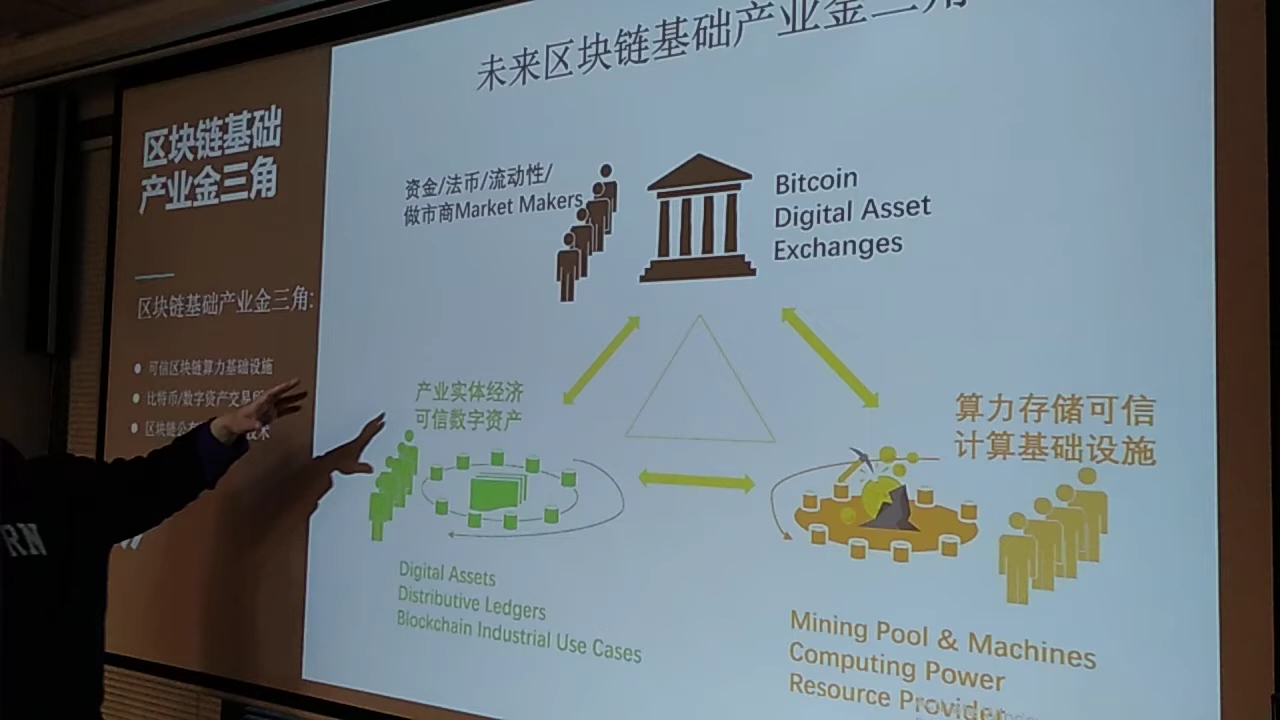 未来区块链基础产业金三角
区块链基础
产业金三角
区块链基础产业金三角:
可信区块链算力基础设施
比特币/数字资产交易所
区块链公
术
资金/法币/流动性/
做市商Market Makers
Bitcoin
Digital Asset
Exchanges
产业实体经济
可信数字资产
算力存储可信
计算基础设施
Digital Assets
Distributive Ledgers
Blockchain Industrial Use Cases
Mining Pool & Machines
Computing Power
Resource Provider
RN